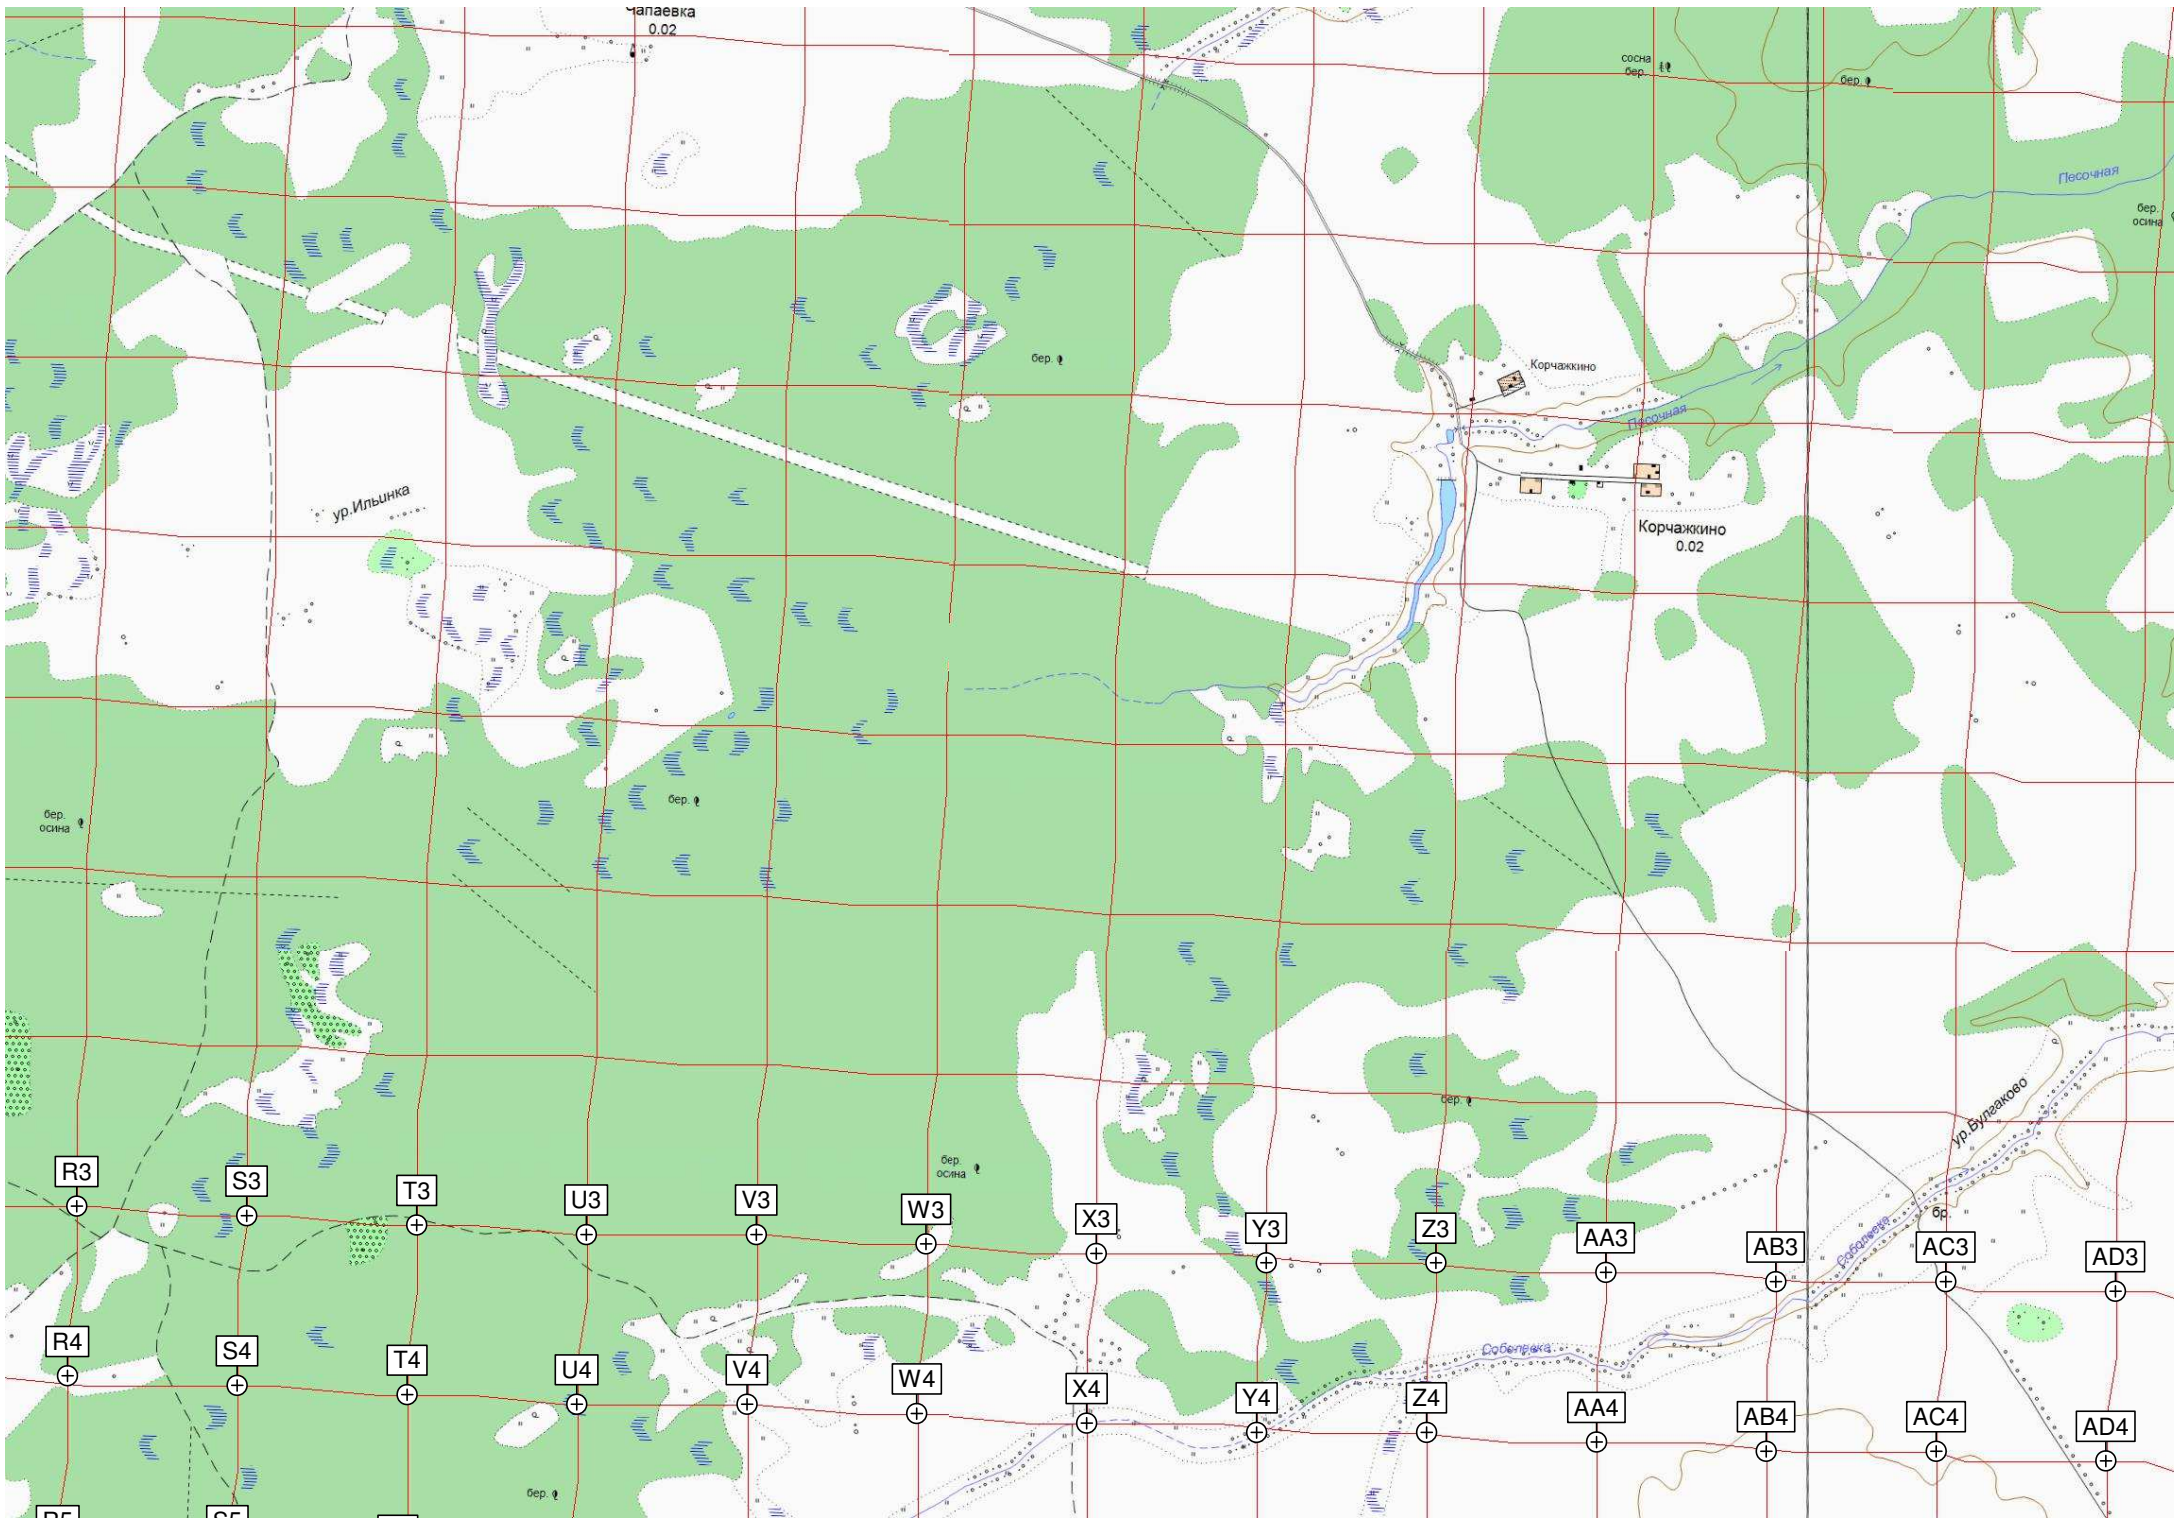 Чапаевка
0.02
сосна
бер.
бер.
Песочная
бер.
осина
бер.
Корчажкино
Песочная
ур.Ильинка
Корчажкино
0.02
бер.
бер.
осина
бер.
ур.Булгаково
бер.
осина
R3
S3
T3
U3
V3
W3
X3
Y3
Z3
AA3
AB3
AC3
AD3
бр.
Соболевка
Соболевка
R4
S4
T4
U4
V4
W4
X4
Y4
Z4
AA4
AB4
AC4
AD4
бер.
R5
S5